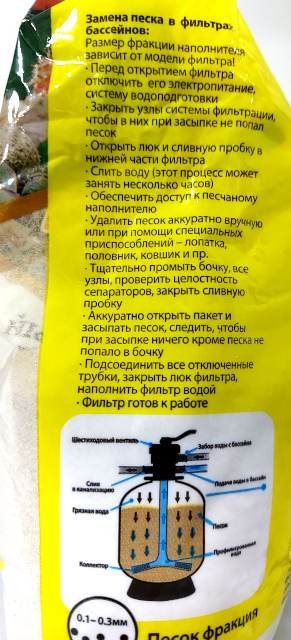 Замена песка в фильтрах
бассейнов:
Размер фракции наполнителя
зависит от модели фильтра!
· Перед открытием фильтра
отключить его электропитание,
систему водоподготовки
· Закрыть узлы системы фильтрации,
чтобы в них при засыпке не попал
песок
· Открыть люк и сливную пробку в
нижней части фильтра
· Слить воду (этот процесс может
занять несколько часов)
· Обеспечить доступ к песчаному
наполнителю
· Удалить песок аккуратно вручную
или при помощи специальных
приспособлений – лопатка,
половник, ковшик и пр.
· Тщательно промыть бочку, все
узлы, проверить целостность
сепараторов, закрыть сливную
пробку
· Аккуратно открыть пакет и
засыпать песок, следить, чтобы
при засыпке ничего кроме песка не
попало в бочку
· Подсоединить все отключенные
трубки, закрыть люк фильтра,
наполнить фильтр водой
· Фильтр готов к работе
Шестиходовый вентиль
Забор воды с бассейна
Слив
в канализацию
Подача воды в бассейн
Грязная вода
Песок
Профильтрованная
вода
Коллектор
0.1– 0.3мм
Песок фракция